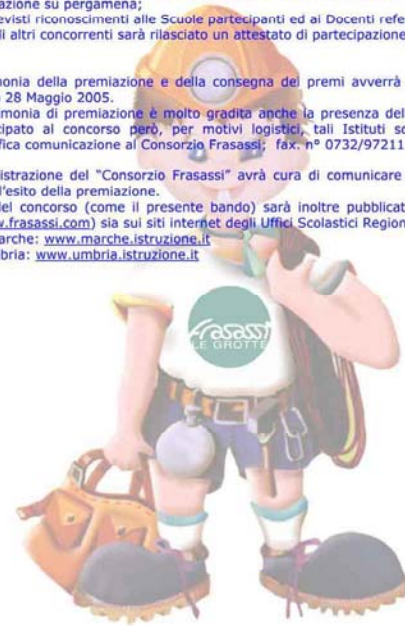 azione su pergamena;
evisti riconoscimenti alle Scuole partecipanti ed ai Docenti refe
li altri concorrenti sarà rilasciato un attestato di partecipazione
monia della premiazione e della consegna dei premi avverrà
28 Maggio 2005.
monia di premiazione è molto gradita anche la presenza del
cipato al concorso però, per motivi logistici, tali Istituti sc
ifica comunicazione al Consorzio Frasassi; fax. n° 0732/97211
istrazione del "Consorzio Frasassi" avrà cura di comunicare
l'esito della premiazione.
del concorso (come il presente bando) sarà inoltre pubblicat
w.frasassi.com) sia sui siti internet degli Uffici Scolastici Region
arche: www.marche.istruzione.it
bria: www.umbria.istruzione.it
Frasassi
LE GROTTE